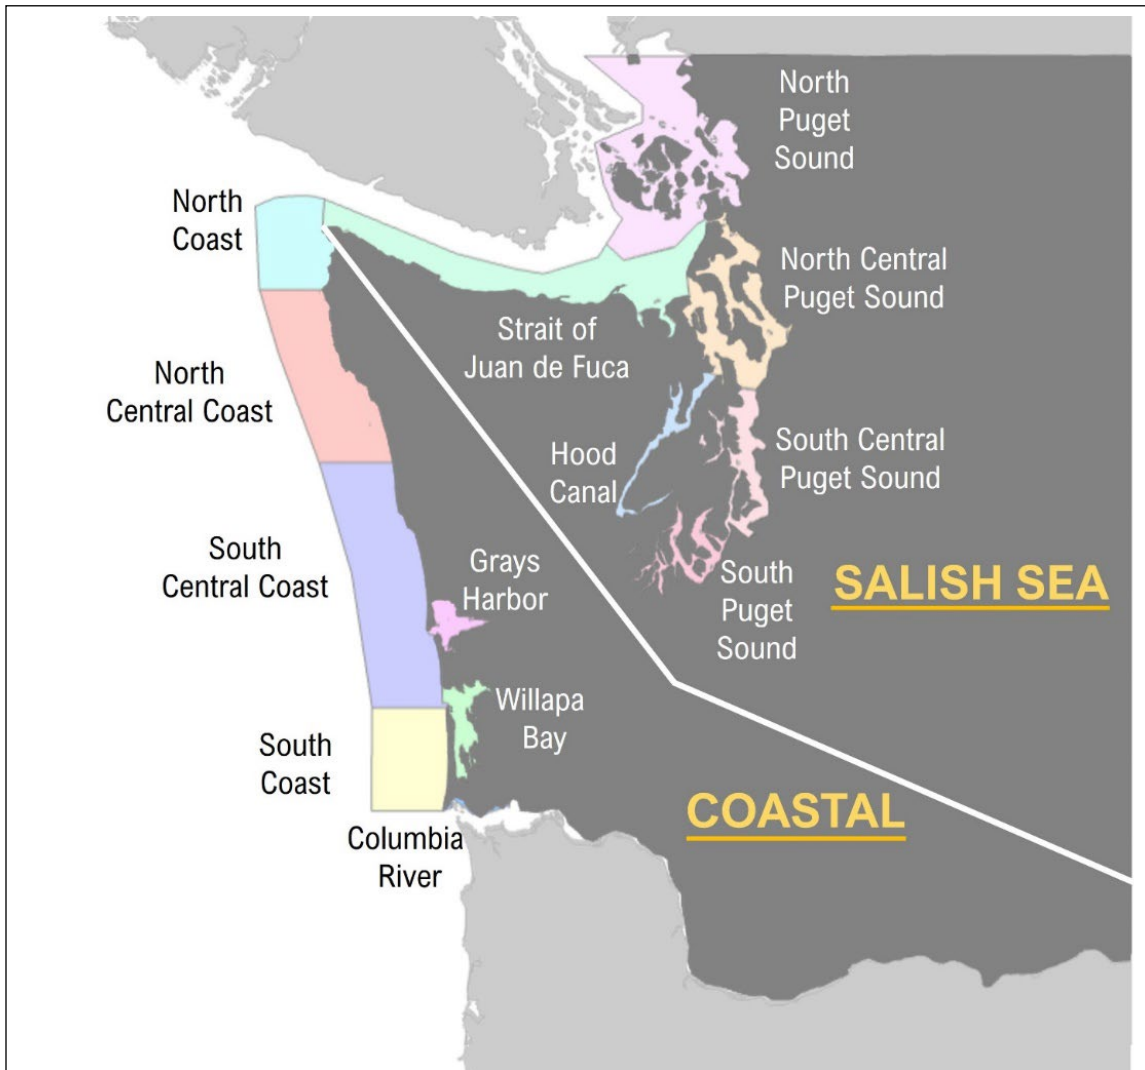 North
Puget
Sound
North
Coast
North Central
Puget Sound
Strait of
Juan de Fuca
North
Central Coast
South Central
Puget Sound
Hood
Canal
South
Central Coast
Grays
Harbor
South
Puget
Sound
SALISH SEA
Willapa
Bay
South
Coast
COASTAL
Columbia
River